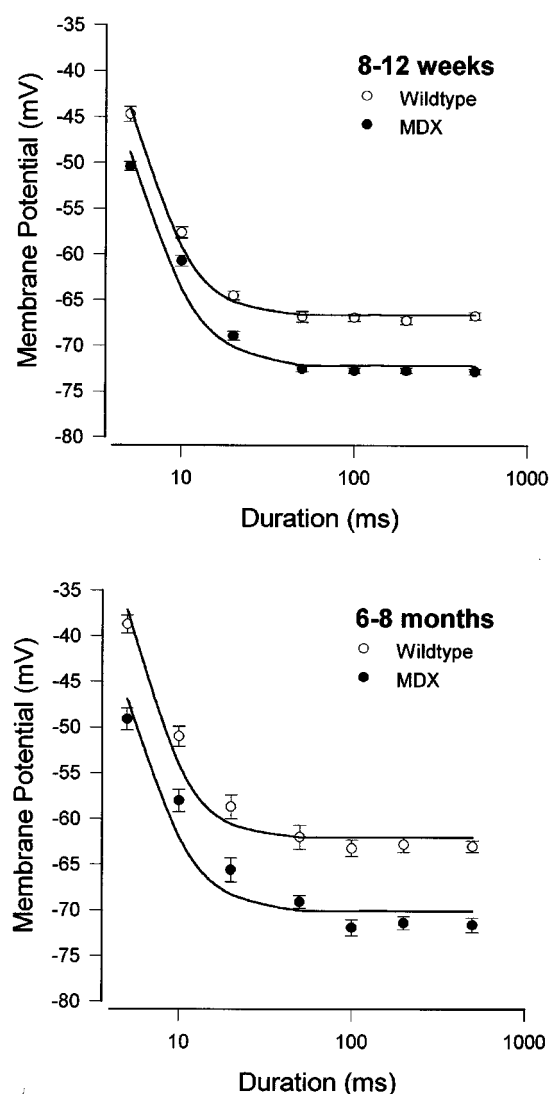 8-12 weeks
Wildtype
MDX
Membrane Potential (mV)
-35
-40
-45
-50
-55
-60
-65
-70
-75
-80
10
100
1000
Duration (ms)
6-8 months
Wildtype
MDX
Membrane Potential (mV)
-35
-40
-45
-50
-55
-60
-65
-70
-75
-80
10
100
1000
Duration (ms)